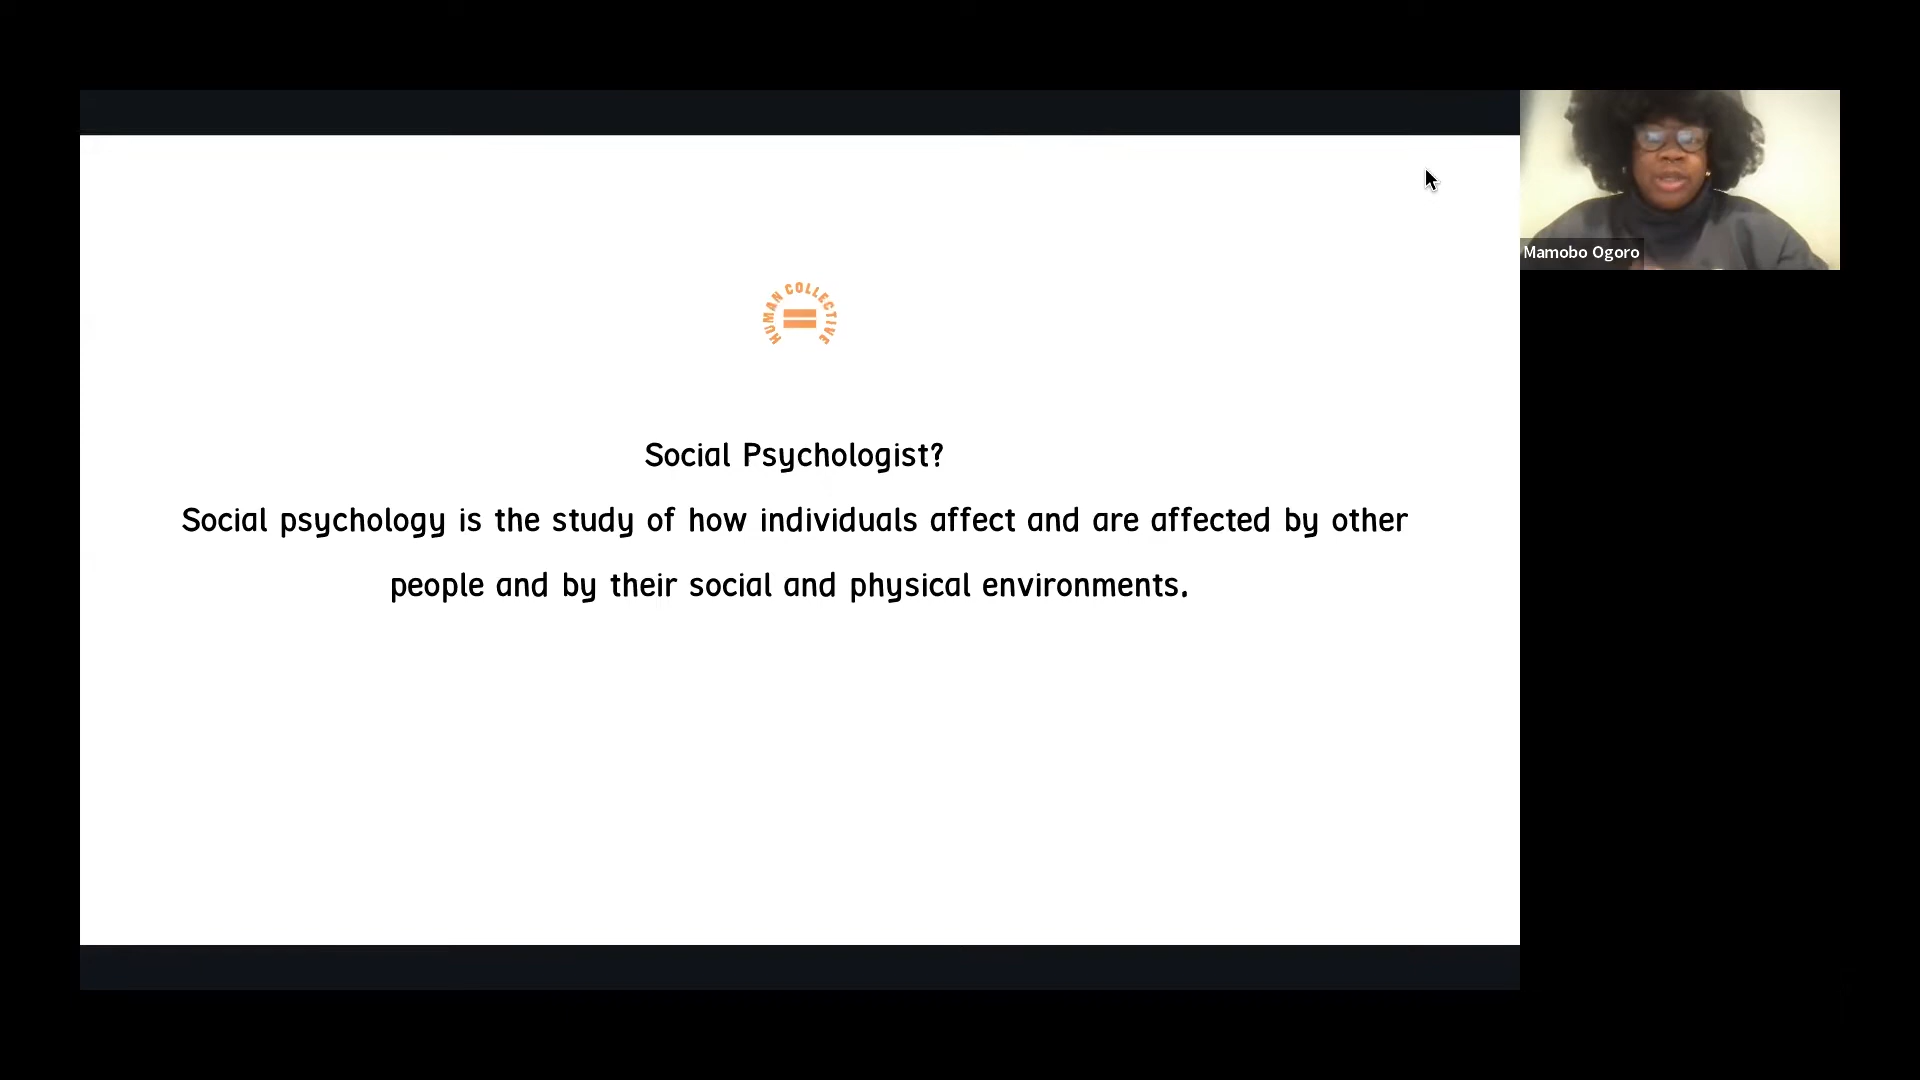 HUMAN COLLECTIVE
Social Psychologist?
Social psychology is the study of how individuals affect and are affected by other
people and by their social and physical environments.
Mamobo Ogoro